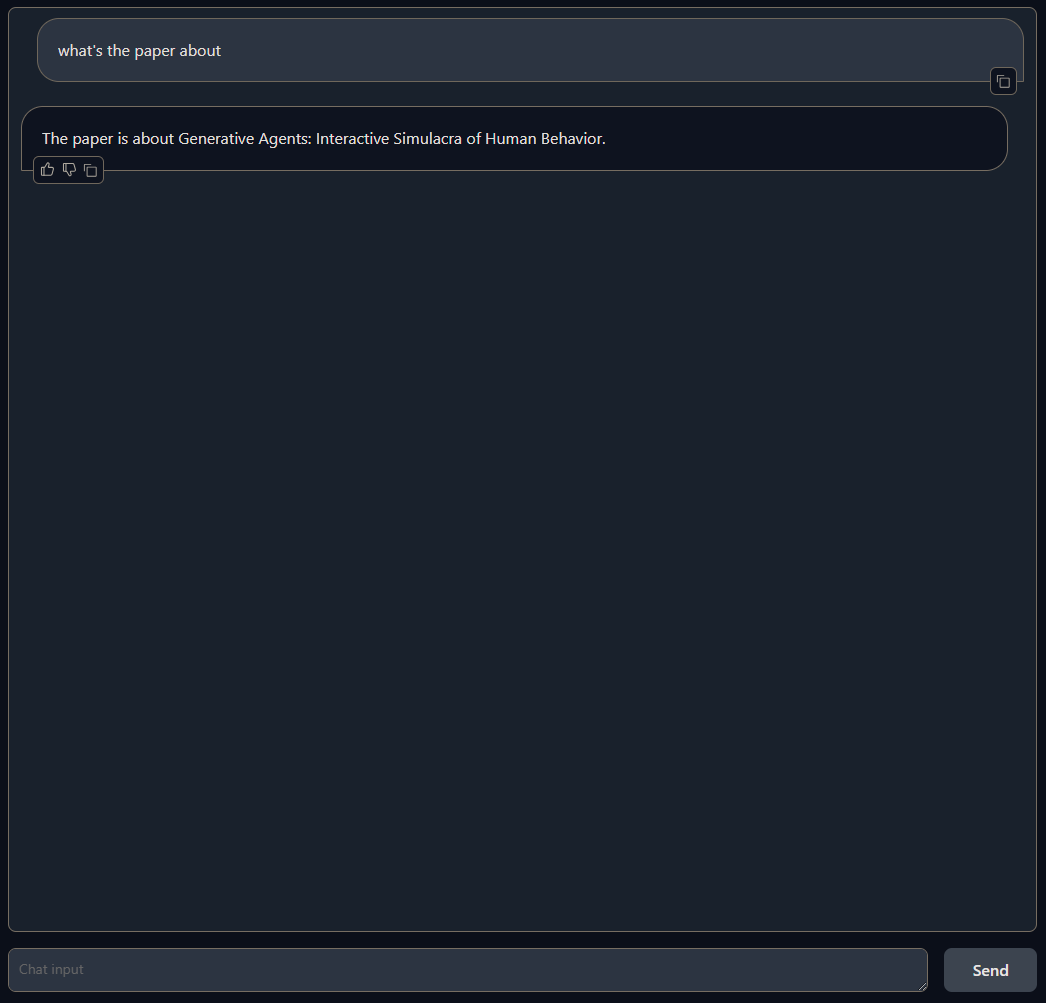 what's the paper about
The paper is about Generative Agents: Interactive Simulacra of Human Behavior.
Chat input
Send